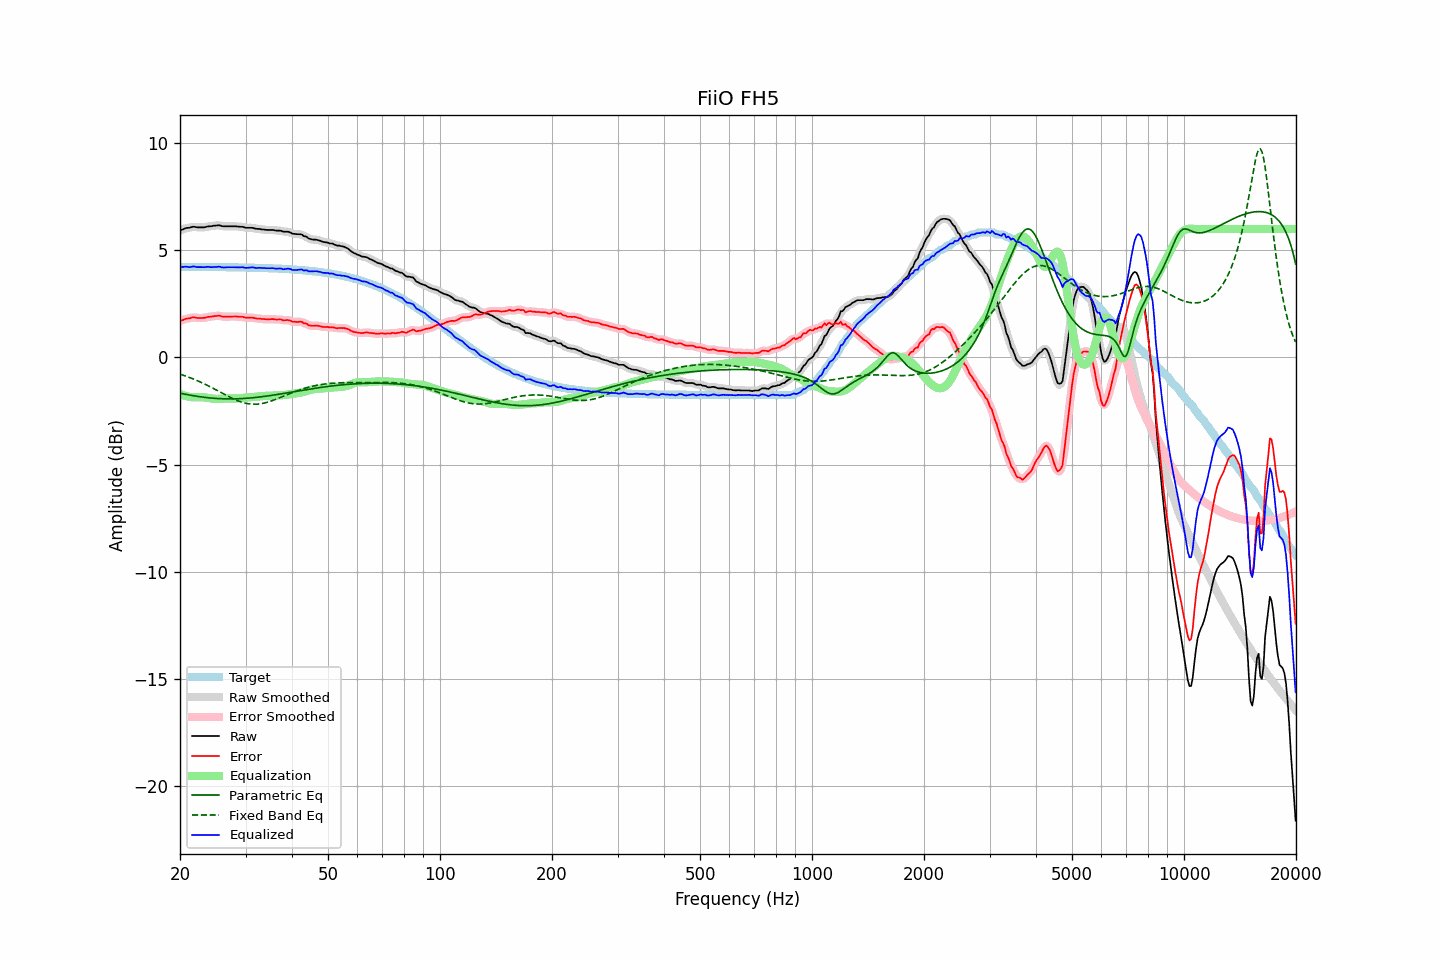 FiiO FH5
10
5
0
−5
−10
−15
−20
Amplitude (dBr)
Target
Raw Smoothed
Error Smoothed
Raw
Error
Equalization
Parametric Eq
Fixed Band Eq
Equalized
20 50 100 200 500 1000 2000 5000 10000 20000
Frequency (Hz)